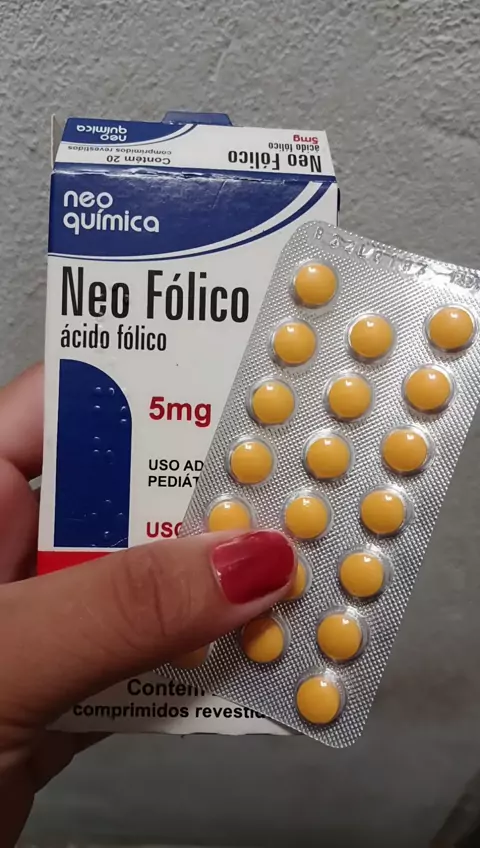 Neo Fólico
ácido fólico
5mg
Contém 20
comprimidos revestidos
neo
química
neo
química
Neo Fólico
ácido fólico
5mg
USO AD
PEDIÁT
USO
Contém
comprimidos revesti